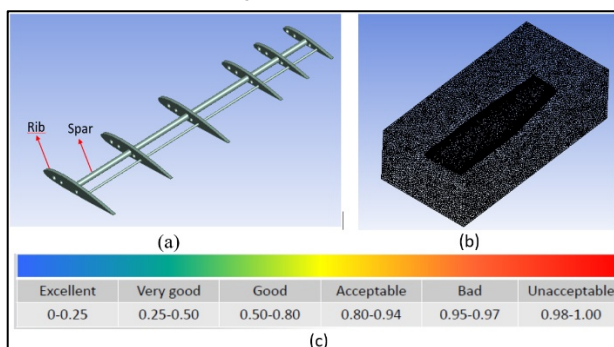 Rib
Spar
(a)
(b)
Excellent Very good Good Acceptable Bad Unacceptable
0-0.25 0.25-0.50 0.50-0.80 0.80-0.94 0.95-0.97 0.98-1.00
(c)